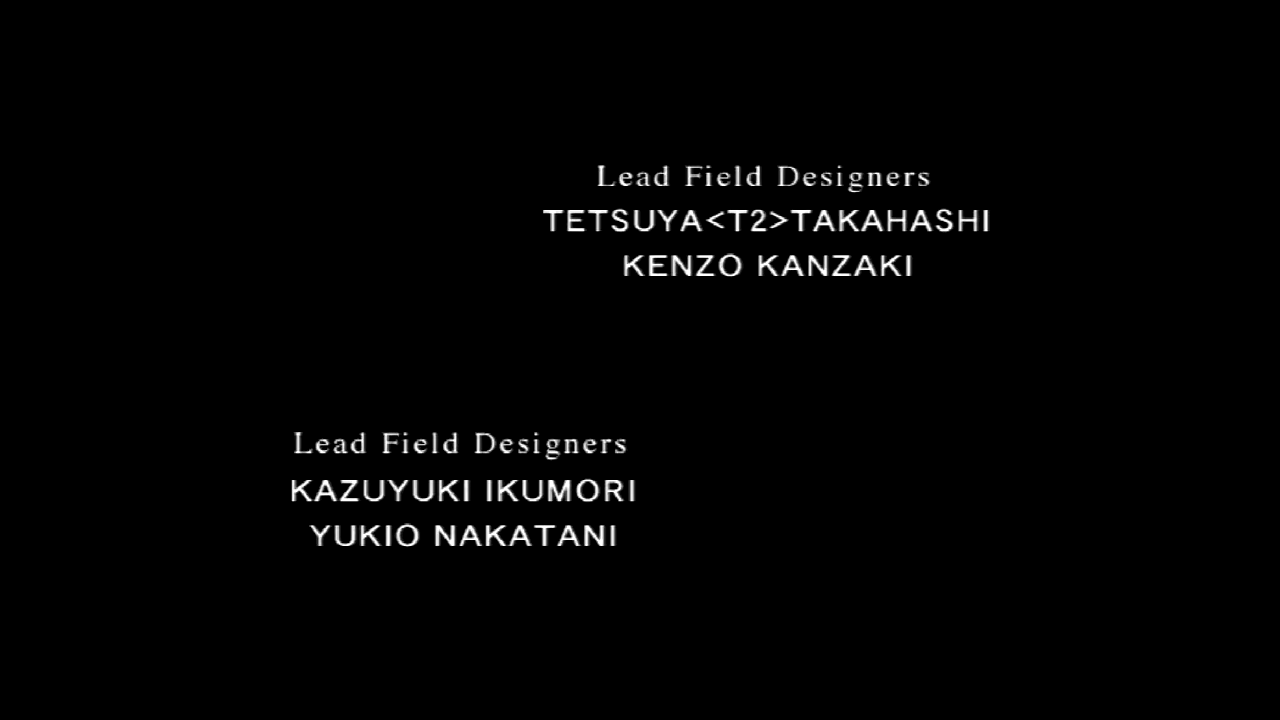 Lead Field Designers
TETSUYA<T2>TAKAHASHI
KENZO KANZAKI
Lead Field Designers
KAZUYUKI IKUMORI
YUKIO NAKATANI